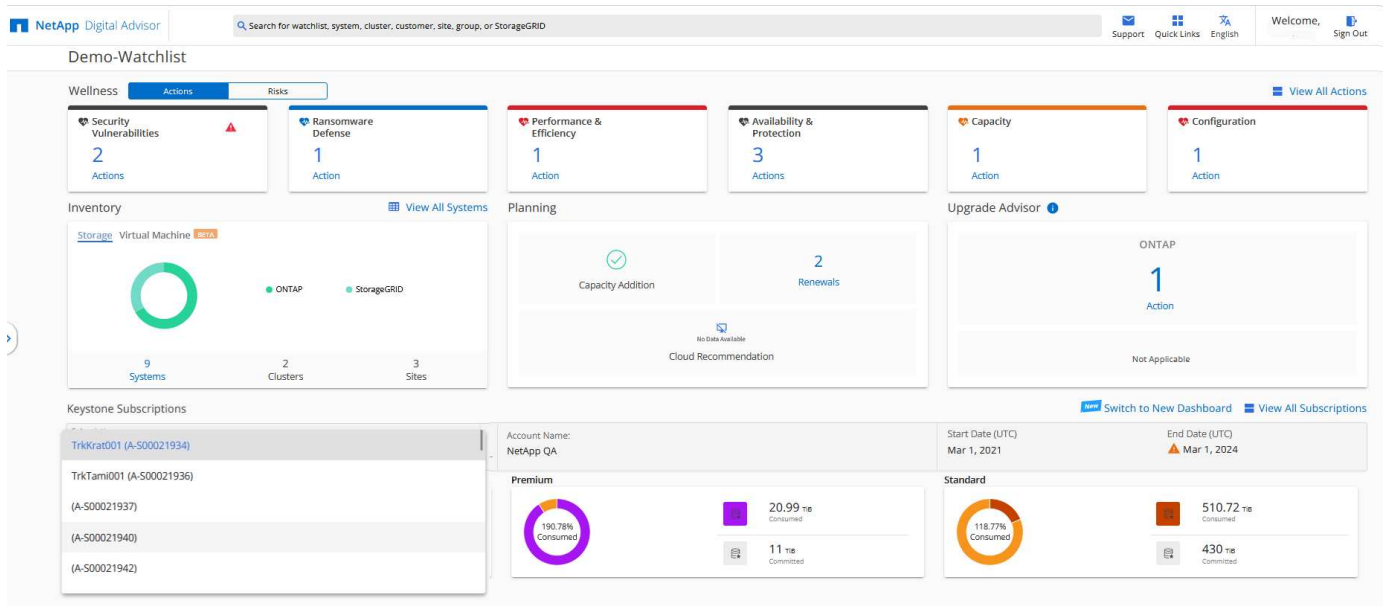 NetApp Digital Advisor
Search for watchlist, system, cluster, customer, site, group, or StorageGRID
Support
Quick Links
English
Welcome,
Sign Out
Demo-Watchlist
Wellness
Actions
Risks
View All Actions
Security
Vulnerabilities
2
Actions
Ransomware
Defense
1
Action
Performance &
Efficiency
1
Action
Availability &
Protection
3
Actions
Capacity
1
Action
Configuration
1
Action
Inventory
View All Systems
Storage
Virtual Machine BETA
ONTAP
StorageGRID
9
Systems
2
Clusters
3
Sites
Planning
Capacity Addition
2
Renewals
No Data Available
Cloud Recommendation
Upgrade Advisor
ONTAP
1
Action
Not Applicable
Keystone Subscriptions
New Switch to New Dashboard
View All Subscriptions
TrkKrat001 (A-S00021934)
TrkTami001 (A-S00021936)
(A-S00021937)
(A-S00021940)
(A-S00021942)
Account Name:
NetApp QA
Start Date (UTC)
Mar 1, 2021
End Date (UTC)
Mar 1, 2024
Premium
190.78%
Consumed
20.99 TiB
Consumed
11 TiB
Committed
Standard
118.77%
Consumed
510.72 TiB
Consumed
430 TiB
Committed